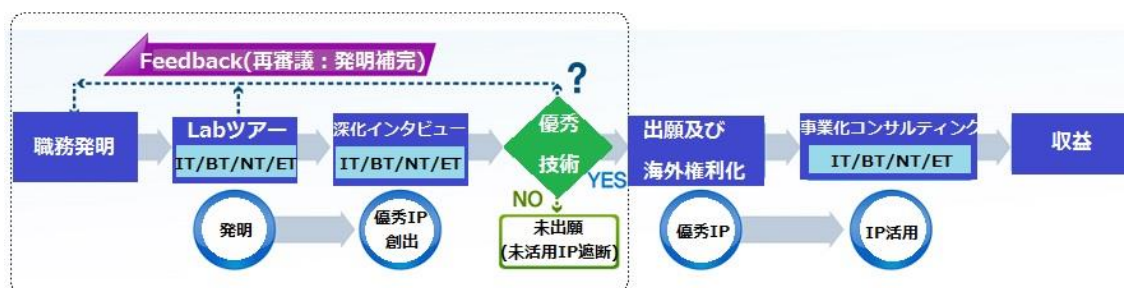 Feedback(再審議：発明補完)
?
職務発明
Labツアー
IT/BT/NT/ET
深化インタビュー
IT/BT/NT/ET
優秀
技術
YES
NO
出願及び
海外権利化
事業化コンサルティング
IT/BT/NT/ET
収益
発明
優秀IP
創出
未出願
(未活用IP遮断)
優秀IP
IP活用